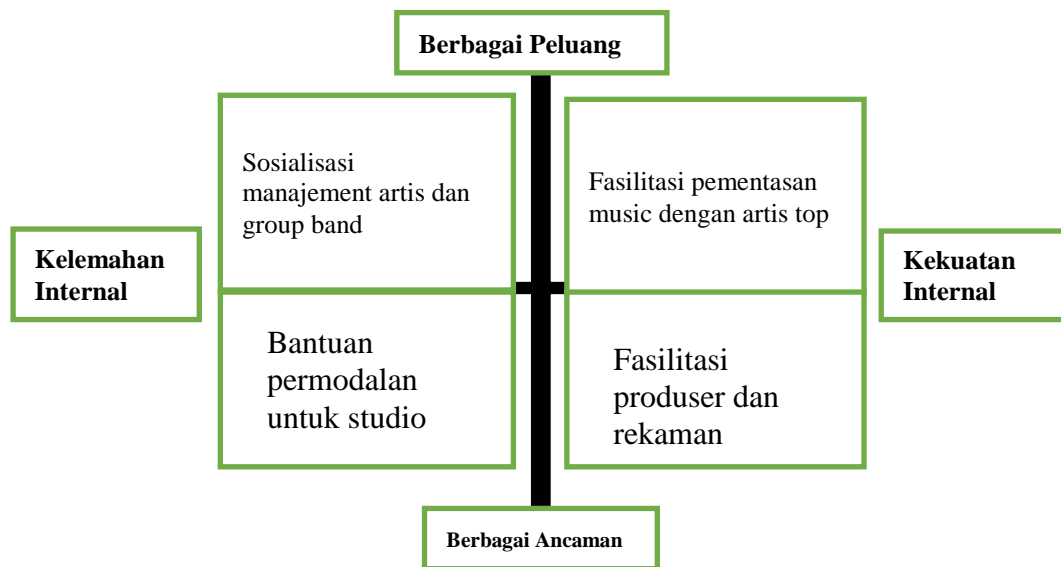 Berbagai Peluang
Sosialisasi
manajement artis dan
group band
Fasilitasi pementasan
music dengan artis top
Kelemahan
Internal
Kekuatan
Internal
Bantuan
permodalan
untuk studio
Fasilitasi
produser dan
rekaman
Berbagai Ancaman